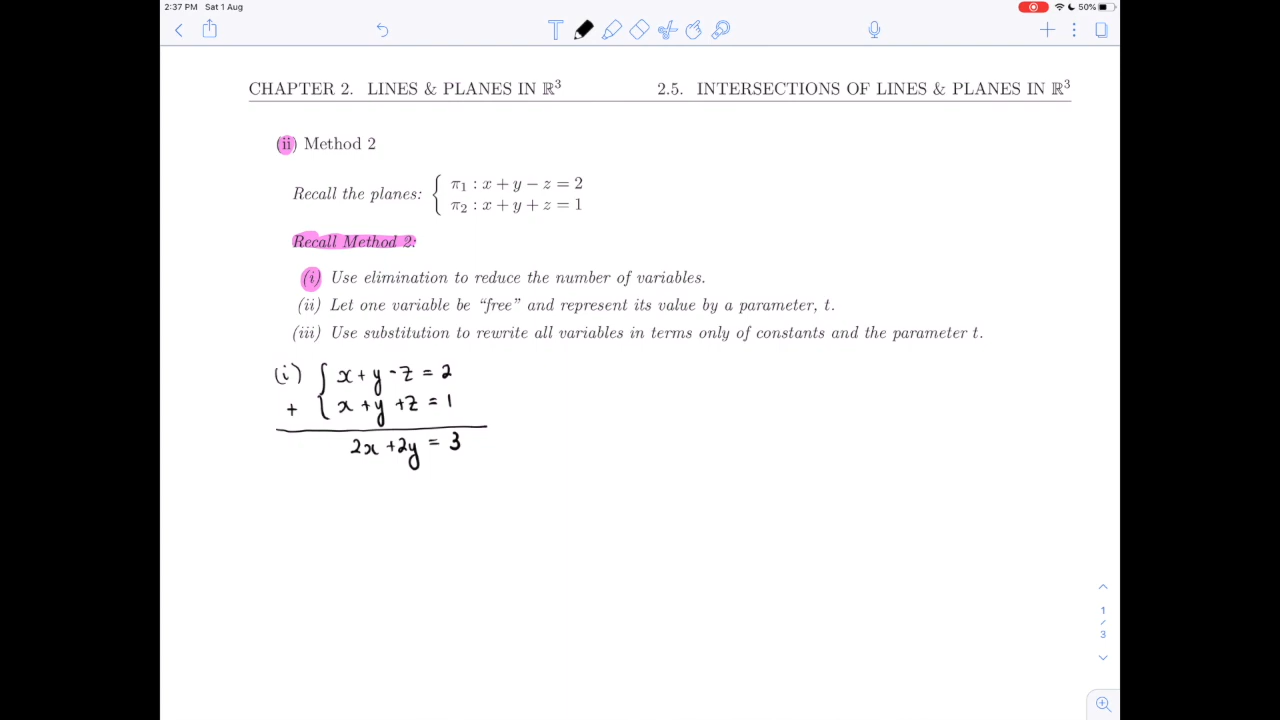 2:37 PM Sat 1 Aug 50%
CHAPTER 2. LINES & PLANES IN ℝ³ 2.5. INTERSECTIONS OF LINES & PLANES IN ℝ³
(ii) Method 2
Recall the planes: { π₁ : x + y − z = 2
π₂ : x + y + z = 1
Recall Method 2:
(i) Use elimination to reduce the number of variables.
(ii) Let one variable be “free” and represent its value by a parameter, t.
(iii) Use substitution to rewrite all variables in terms only of constants and the parameter t.
(i) { x + y - z = 2
+ { x + y + z = 1
2x + 2y = 3
1
/
3